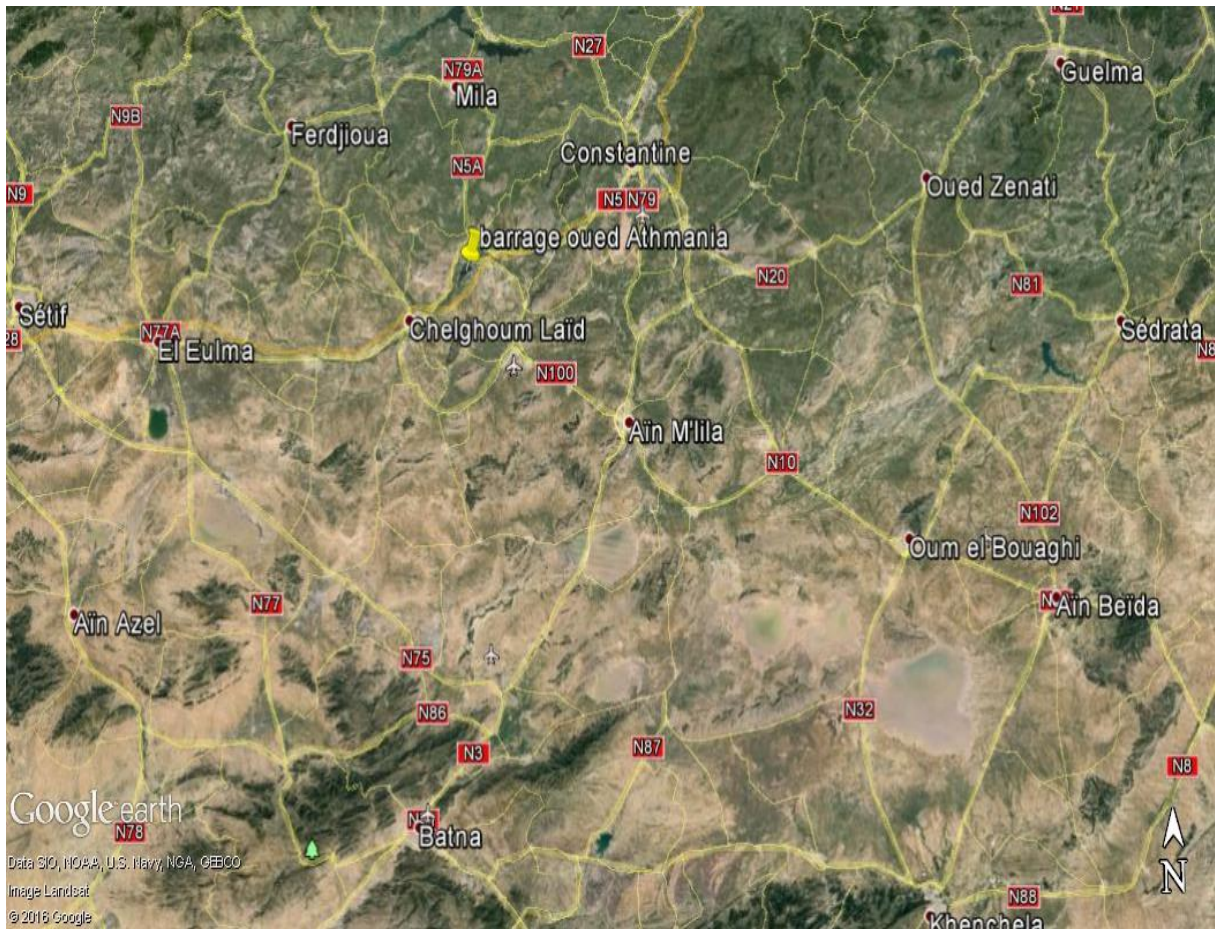 N21
N27
N79A
Guelma
Mila
N9B
Ferdjioua
Constantine
N5A
Oued Zenati
N9
N5 N79
barrage oued Athmania
N20
N81
Sétif
Chelghoum Laïd
Sédrata
N77A
28
El Eulma
N8
N100
Aïn M'lila
N10
N102
Oum el Bouaghi
N77
Aïn Beïda
Aïn Azel
N75
N86
N32
N87
N3
N8
Google earth
N78
Batna
Data SIO, NOAA, U.S. Navy, NGA, GEBCO
N
Image Landsat
N88
© 2016 Google
Khenchela